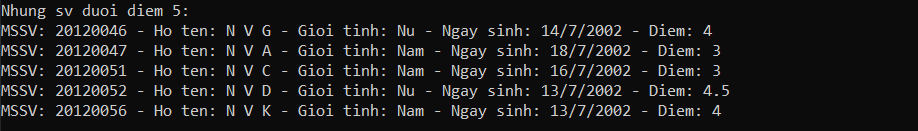 Nhung sv duoi diem 5:
MSSV: 20120046 - Ho ten: N V G - Gioi tinh: Nu - Ngay sinh: 14/7/2002 - Diem: 4
MSSV: 20120047 - Ho ten: N V A - Gioi tinh: Nam - Ngay sinh: 18/7/2002 - Diem: 3
MSSV: 20120051 - Ho ten: N V C - Gioi tinh: Nam - Ngay sinh: 16/7/2002 - Diem: 3
MSSV: 20120052 - Ho ten: N V D - Gioi tinh: Nu - Ngay sinh: 13/7/2002 - Diem: 4.5
MSSV: 20120056 - Ho ten: N V K - Gioi tinh: Nam - Ngay sinh: 13/7/2002 - Diem: 4